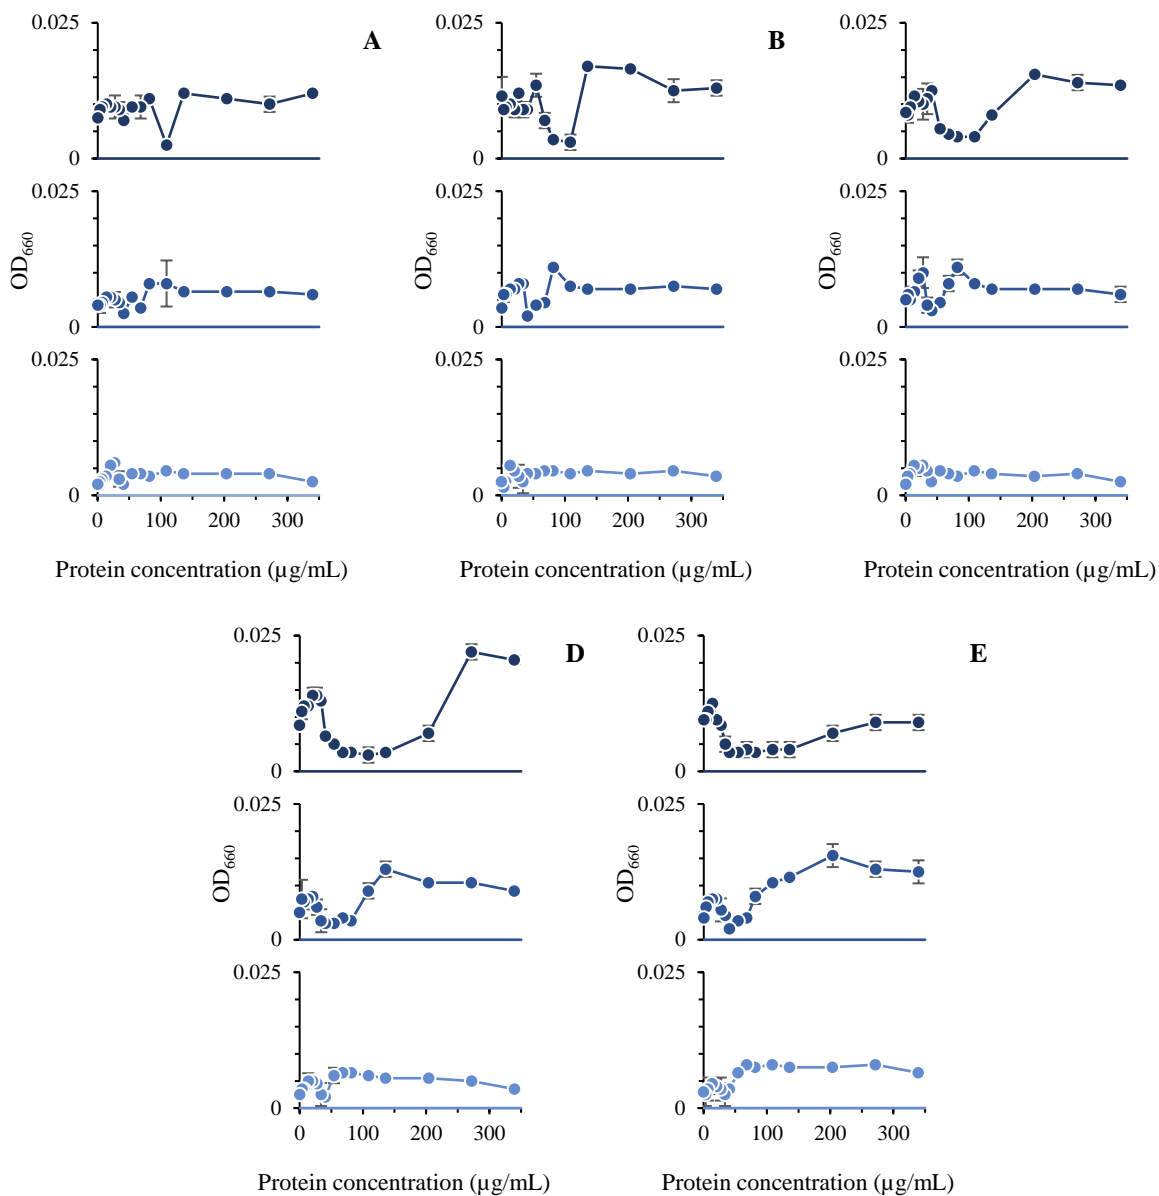 0.025 0.025 0.025
A B
0 0 0
0.025 0.025 0.025
OD660 OD660 OD660
0 0 0
0.025 0.025 0.025
0 0 0
0 100 200 300 0 100 200 300 0 100 200 300
Protein concentration (µg/mL) Protein concentration (µg/mL) Protein concentration (µg/mL)
0.025 0.025
D E
0 0
0.025 0.025
OD660 OD660
0 0
0.025 0.025
0 0
0 100 200 300 0 100 200 300
Protein concentration (µg/mL) Protein concentration (µg/mL)